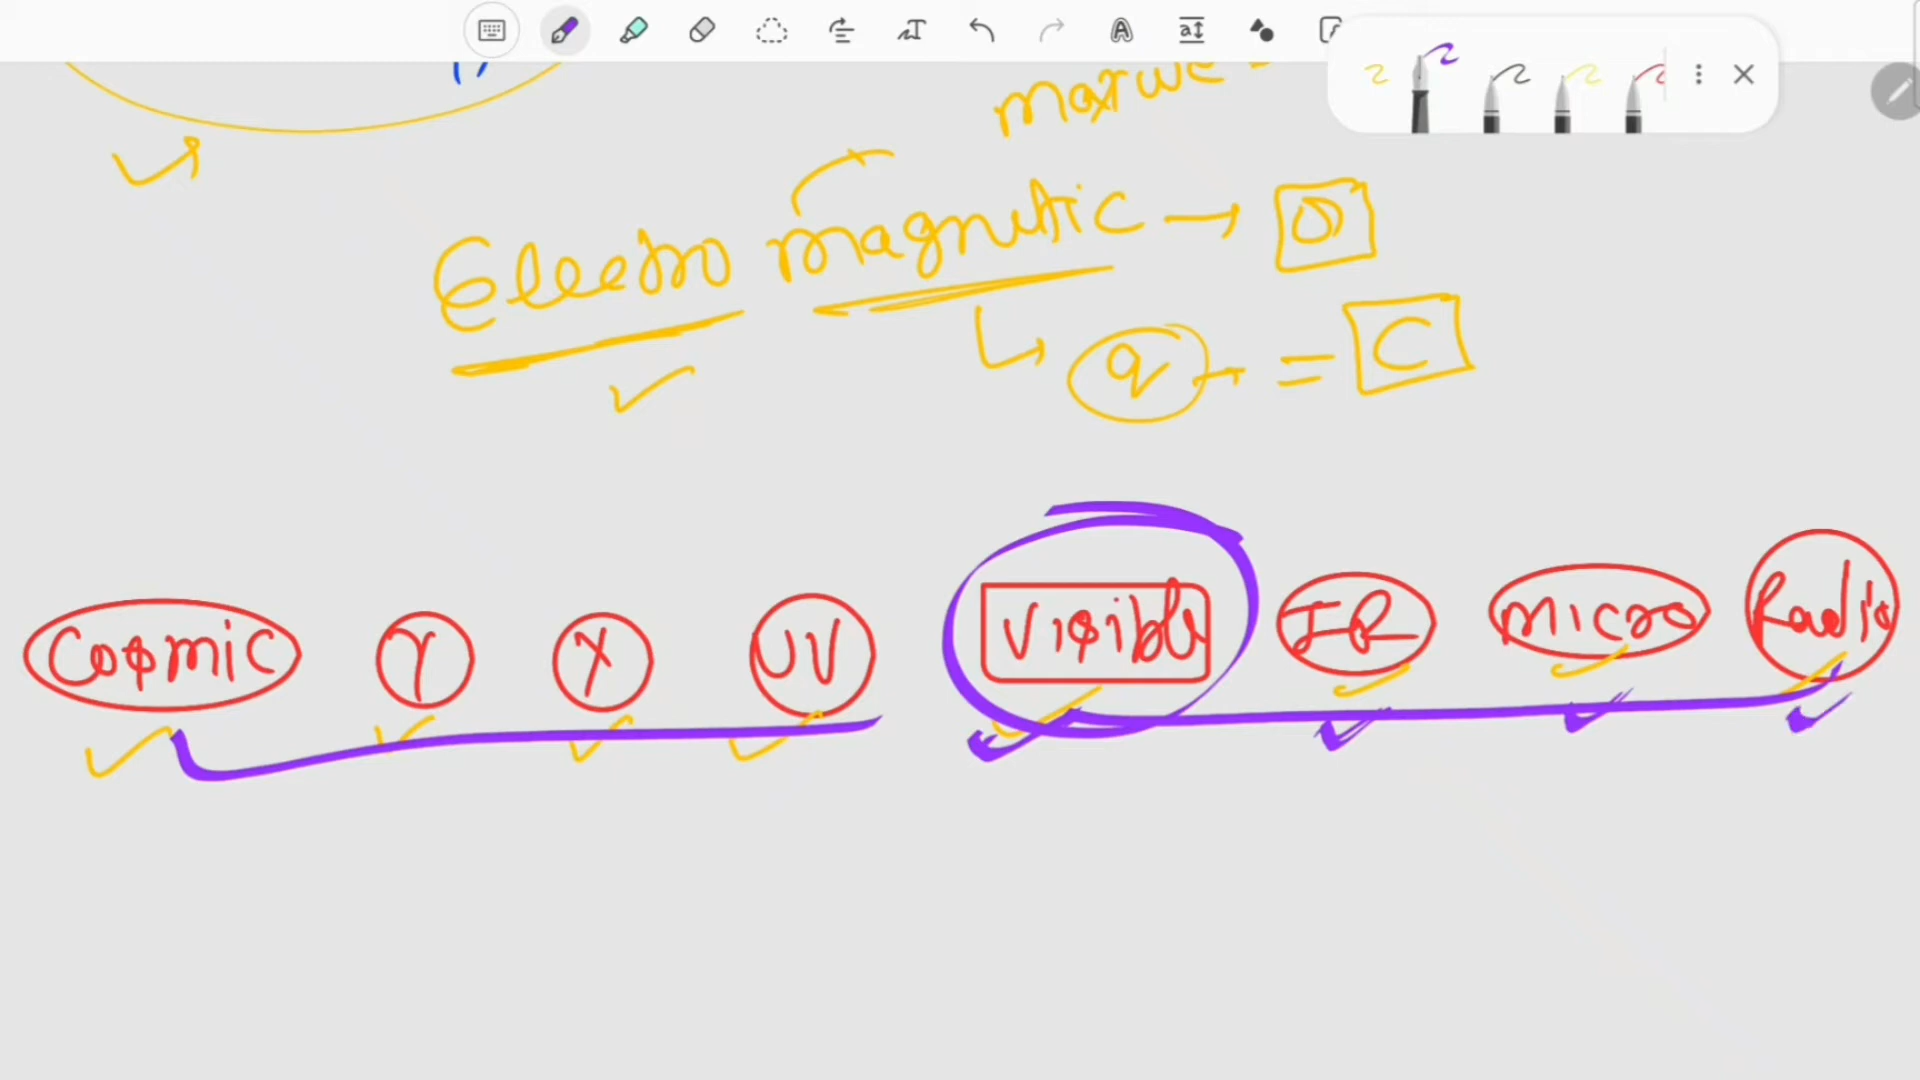 Electro magnetic → 0
q = C
Cosmic γ X UV Visible IR micro Radio